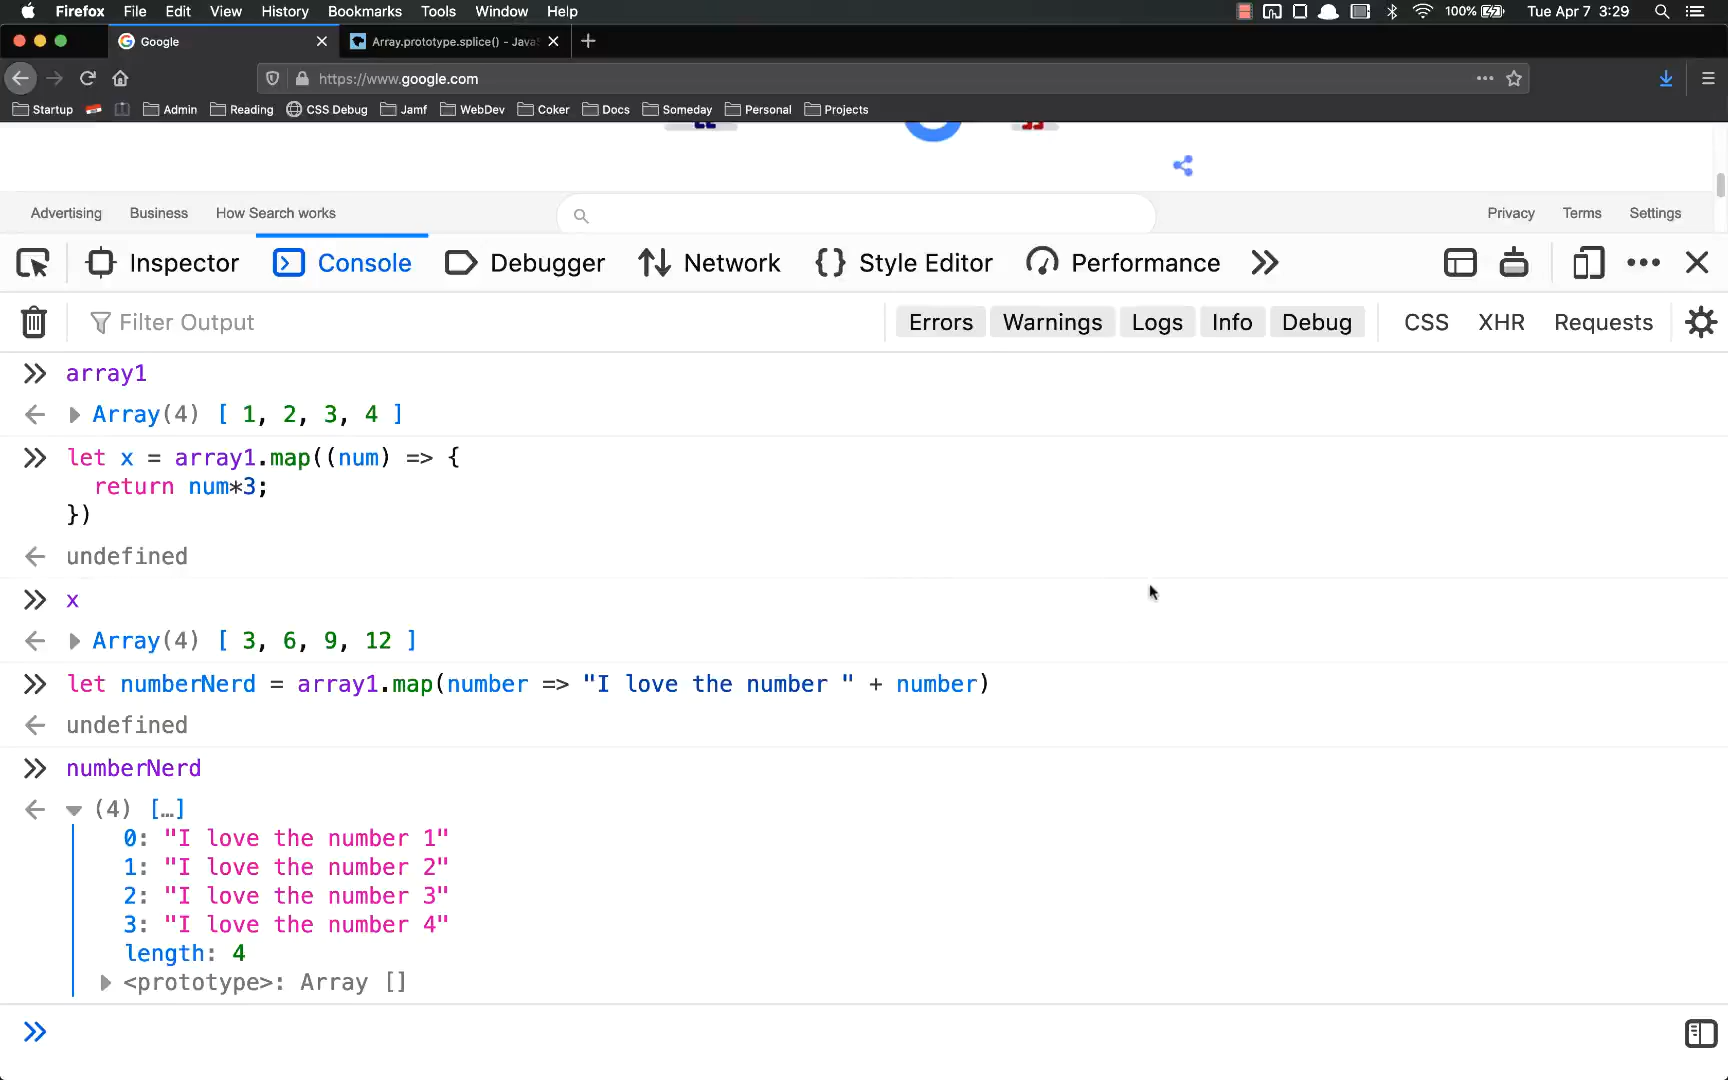 Firefox File Edit View History Bookmarks Tools Window Help 100% Tue Apr 7 3:29
Google Array.prototype.splice() - Java
https://www.google.com
Startup Admin Reading CSS Debug Jamf WebDev Coker Docs Someday Personal Projects
Advertising Business How Search works Privacy Terms Settings
Inspector Console Debugger Network Style Editor Performance
Filter Output Errors Warnings Logs Info Debug CSS XHR Requests
>> array1
← Array(4) [ 1, 2, 3, 4 ]
>> let x = array1.map((num) => {
return num*3;
})
← undefined
>> x
← Array(4) [ 3, 6, 9, 12 ]
>> let numberNerd = array1.map(number => "I love the number " + number)
← undefined
>> numberNerd
← (4) […]
0: "I love the number 1"
1: "I love the number 2"
2: "I love the number 3"
3: "I love the number 4"
length: 4
<prototype>: Array []
>>